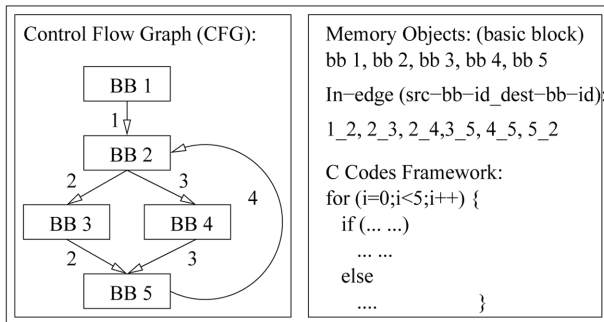 Control Flow Graph (CFG):
BB 1
1
BB 2
2
3
4
BB 3
BB 4
2
3
BB 5
Memory Objects: (basic block)
bb 1, bb 2, bb 3, bb 4, bb 5
In−edge (src−bb−id_dest−bb−id):
1_2, 2_3, 2_4,3_5, 4_5, 5_2
C Codes Framework:
for (i=0;i<5;i++) {
if (... ...)
... ...
else
.... }